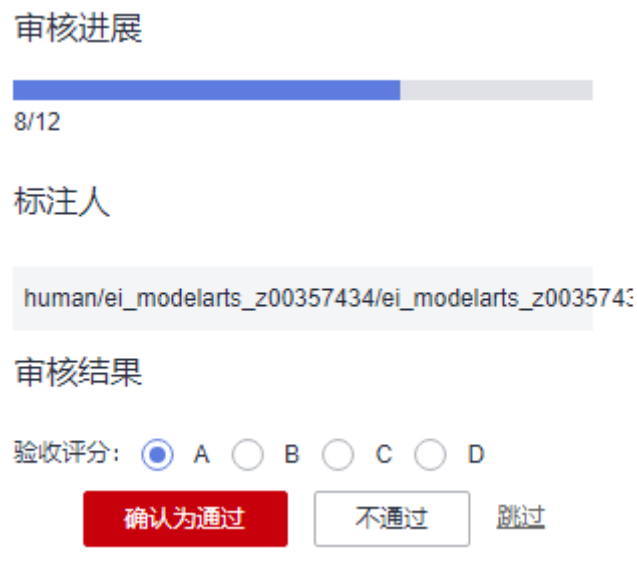 审核进展
8/12
标注人
human/ei_modelarts_z00357434/ei_modelarts_z0035743
审核结果
验收评分: A B C D
确认为通过 不通过 跳过